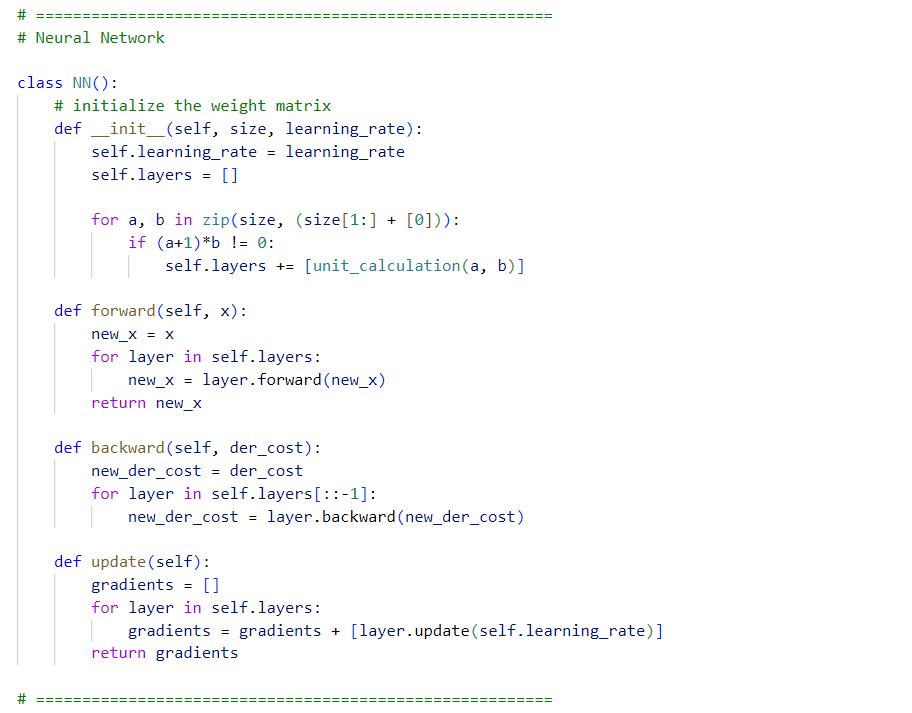 # ========================================================
# Neural Network
class NN():
# initialize the weight matrix
def __init__(self, size, learning_rate):
self.learning_rate = learning_rate
self.layers = []
for a, b in zip(size, (size[1:] + [0])):
if (a+1)*b != 0:
self.layers += [unit_calculation(a, b)]
def forward(self, x):
new_x = x
for layer in self.layers:
new_x = layer.forward(new_x)
return new_x
def backward(self, der_cost):
new_der_cost = der_cost
for layer in self.layers[::-1]:
new_der_cost = layer.backward(new_der_cost)
def update(self):
gradients = []
for layer in self.layers:
gradients = gradients + [layer.update(self.learning_rate)]
return gradients
# ========================================================